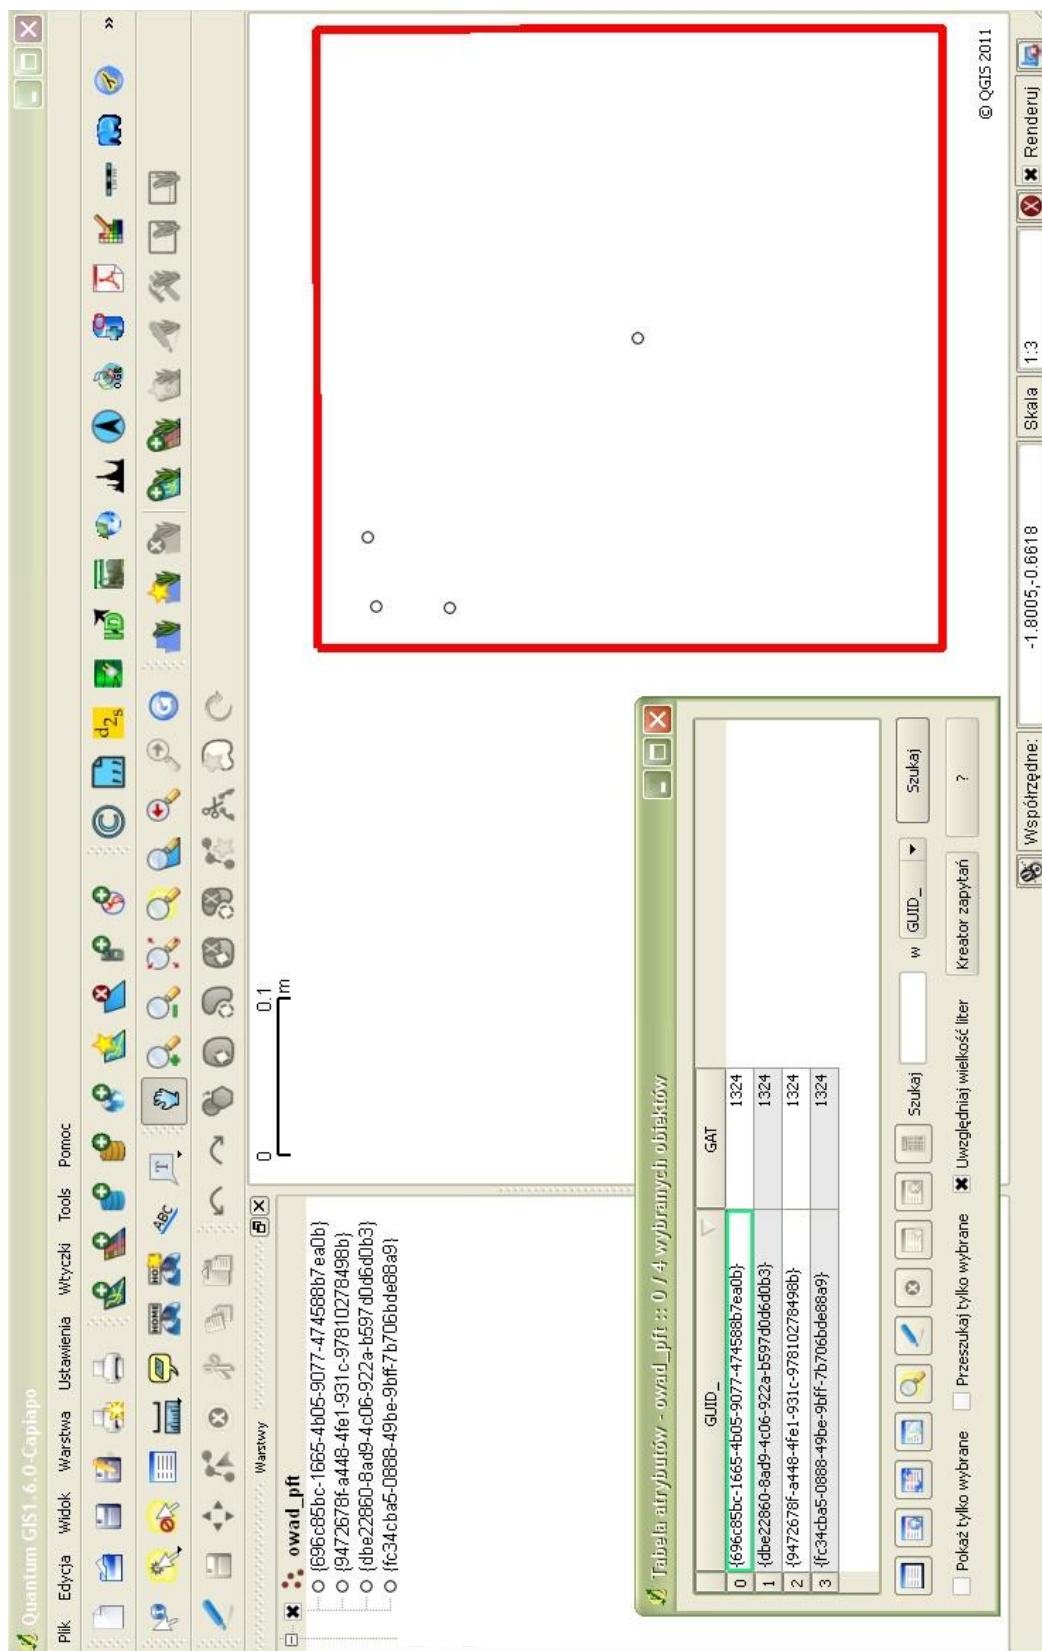 Quantum GIS 1.6.0-Capiapo
Plik Edycja Widok Warstwa Ustawienia Wtyczki Tools Pomoc
Warstwy
owad_pft
{696c85bc-1665-4b05-9077-474588b7ea0b}
{9472678f-a448-4fe1-931c-97810278498b}
{dbe22860-8ad9-4c06-922a-b597d0d6d0b3}
{fc34cba5-0888-49be-9bff-7b706bde88a9}
0 0.1
m
© QGIS 2011
Tabela atrybutów - owad_pft :: 0 / 4 wybranych obiektów
GUID_ GAT
0 {696c85bc-1665-4b05-9077-474588b7ea0b} 1324
1 {dbe22860-8ad9-4c06-922a-b597d0d6d0b3} 1324
2 {9472678f-a448-4fe1-931c-97810278498b} 1324
3 {fc34cba5-0888-49be-9bff-7b706bde88a9} 1324
Szukaj w GUID_ Szukaj
Pokaż tylko wybrane Przeszukaj tylko wybrane Uwzględniaj wielkość liter Kreator zapytań ?
Współrzędne: -1.8005,-0.6618 Skala 1:3 Renderuj